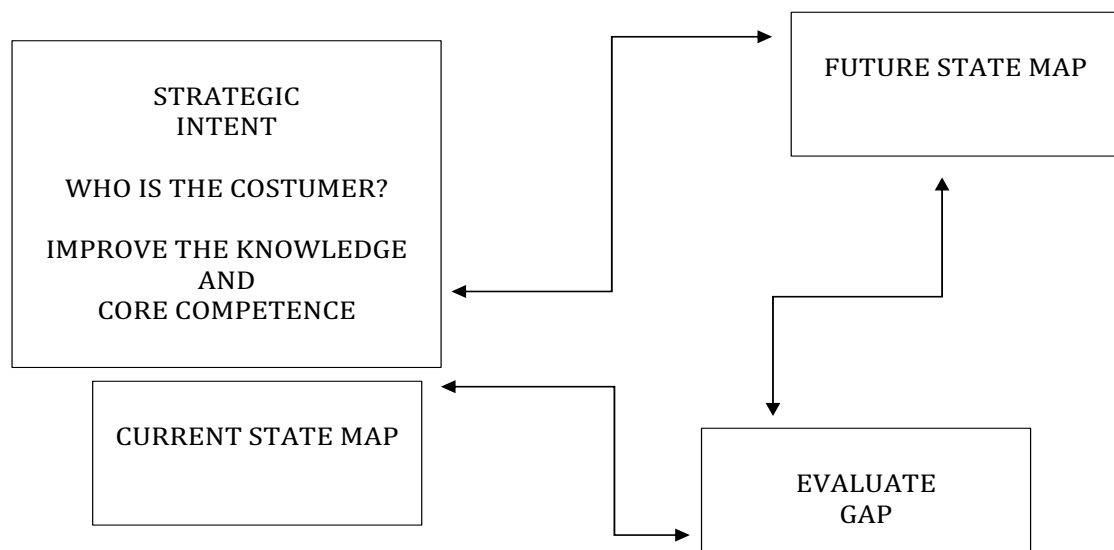 STRATEGIC
INTENT
WHO IS THE COSTUMER?
IMPROVE THE KNOWLEDGE
AND
CORE COMPETENCE
FUTURE STATE MAP
CURRENT STATE MAP
EVALUATE
GAP